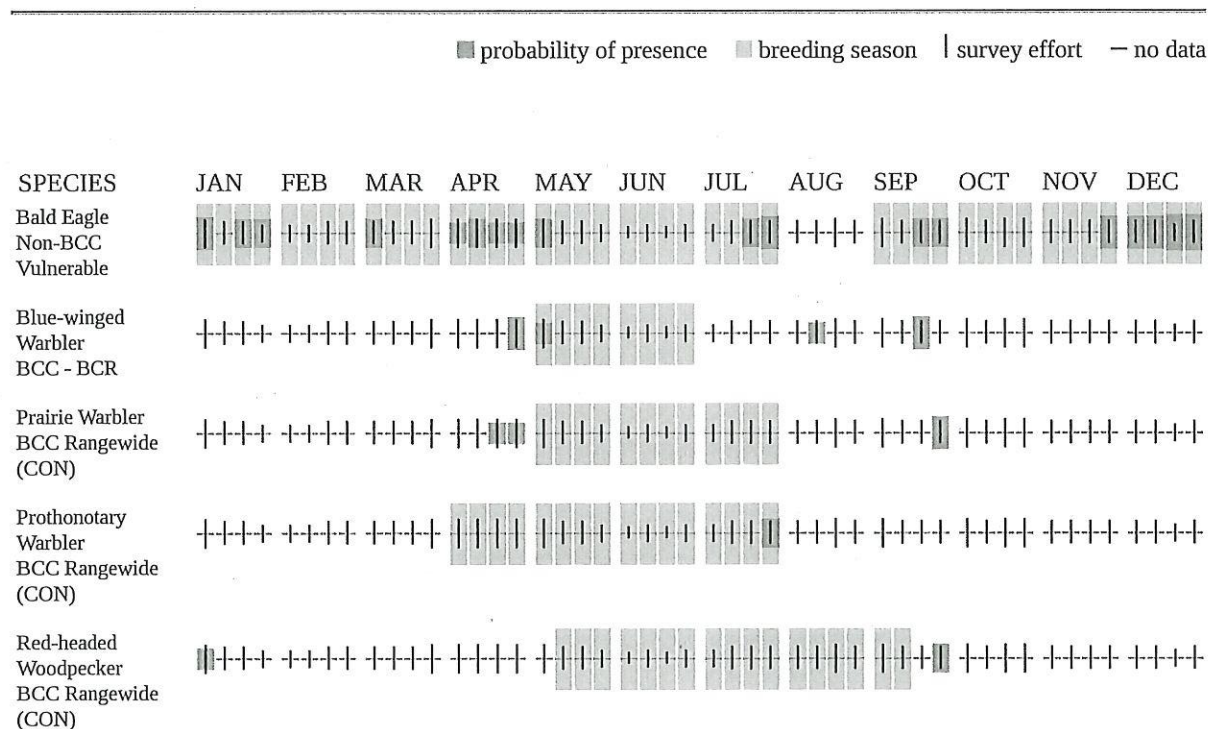 probability of presence breeding season survey effort no data
SPECIES JAN FEB MAR APR MAY JUN JUL AUG SEP OCT NOV DEC
Bald Eagle
Non-BCC
Vulnerable
Blue-winged
Warbler
BCC - BCR
Prairie Warbler
BCC Rangewide
(CON)
Prothonotary
Warbler
BCC Rangewide
(CON)
Red-headed
Woodpecker
BCC Rangewide
(CON)